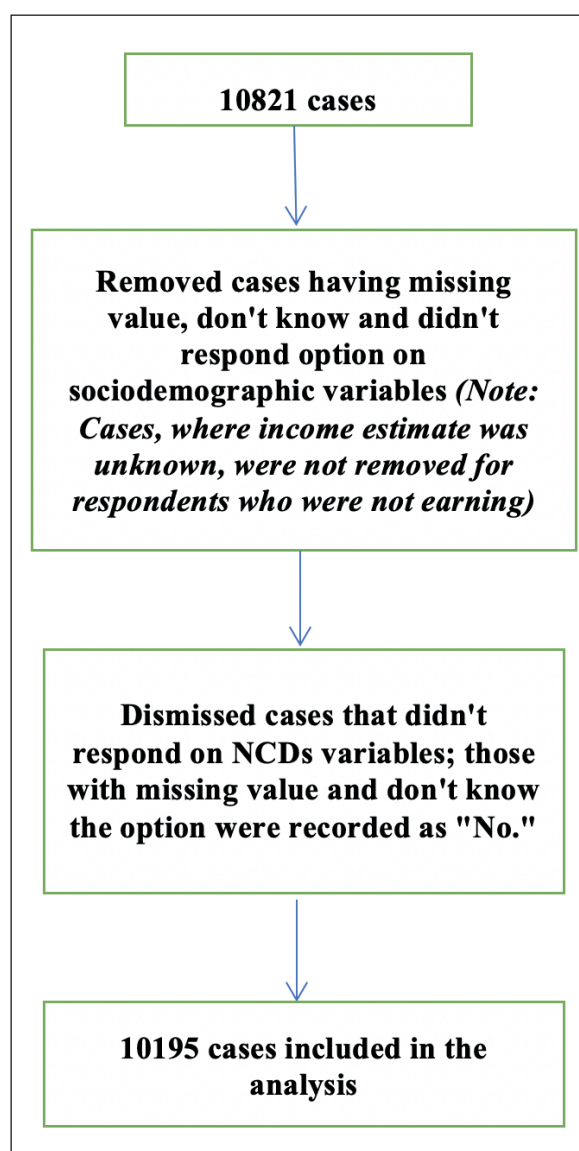 10821 cases
Removed cases having missing
value, don't know and didn't
respond option on
sociodemographic variables (Note:
Cases, where income estimate was
unknown, were not removed for
respondents who were not earning)
Dismissed cases that didn't
respond on NCDs variables; those
with missing value and don't know
the option were recorded as "No."
10195 cases included in the
analysis